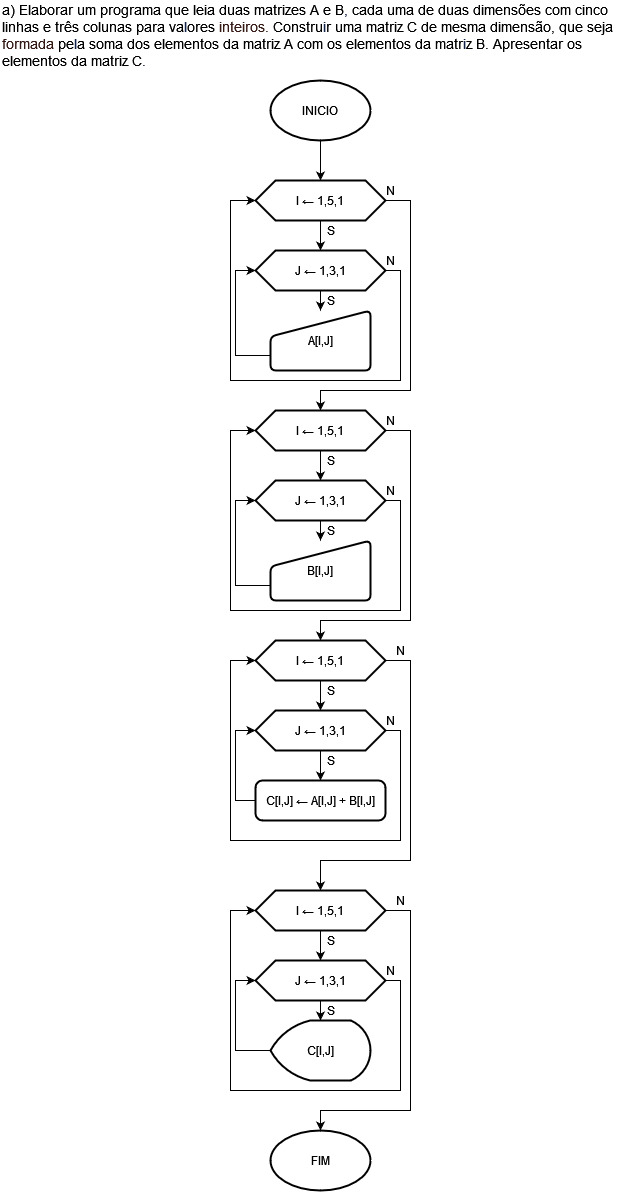 a) Elaborar um programa que leia duas matrizes A e B, cada uma de duas dimensões com cinco
linhas e três colunas para valores inteiros. Construir uma matriz C de mesma dimensão, que seja
formada pela soma dos elementos da matriz A com os elementos da matriz B. Apresentar os
elementos da matriz C.
INICIO
I ← 1,5,1
N
S
J ← 1,3,1
N
S
A[I,J]
I ← 1,5,1
N
S
J ← 1,3,1
N
S
B[I,J]
I ← 1,5,1
N
S
J ← 1,3,1
N
S
C[I,J] ← A[I,J] + B[I,J]
I ← 1,5,1
N
S
J ← 1,3,1
N
S
C[I,J]
FIM